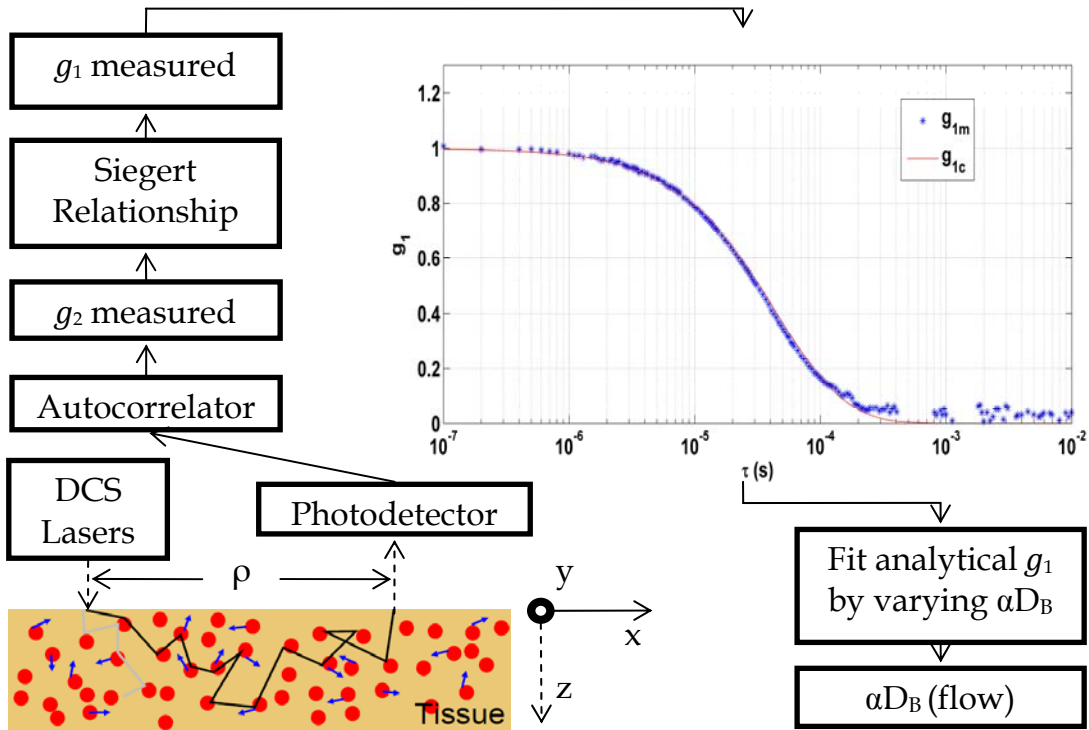 g₁ measured
Siegert
Relationship
g₂ measured
Autocorrelator
DCS
Lasers
Photodetector
ρ
Tissue
y
x
z
g₁
1.2
1
0.8
0.6
0.4
0.2
0
10⁻⁷
10⁻⁶
10⁻⁵
10⁻⁴
10⁻³
10⁻²
τ (s)
g₁ₘ
g₁c
Fit analytical g₁
by varying αD_B
αD_B (flow)